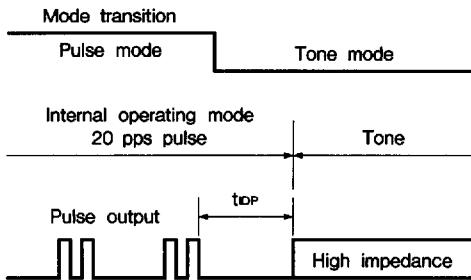 Mode transition
Pulse mode
Tone mode
Internal operating mode
20 pps pulse
Tone
tIDP
Pulse output
High impedance